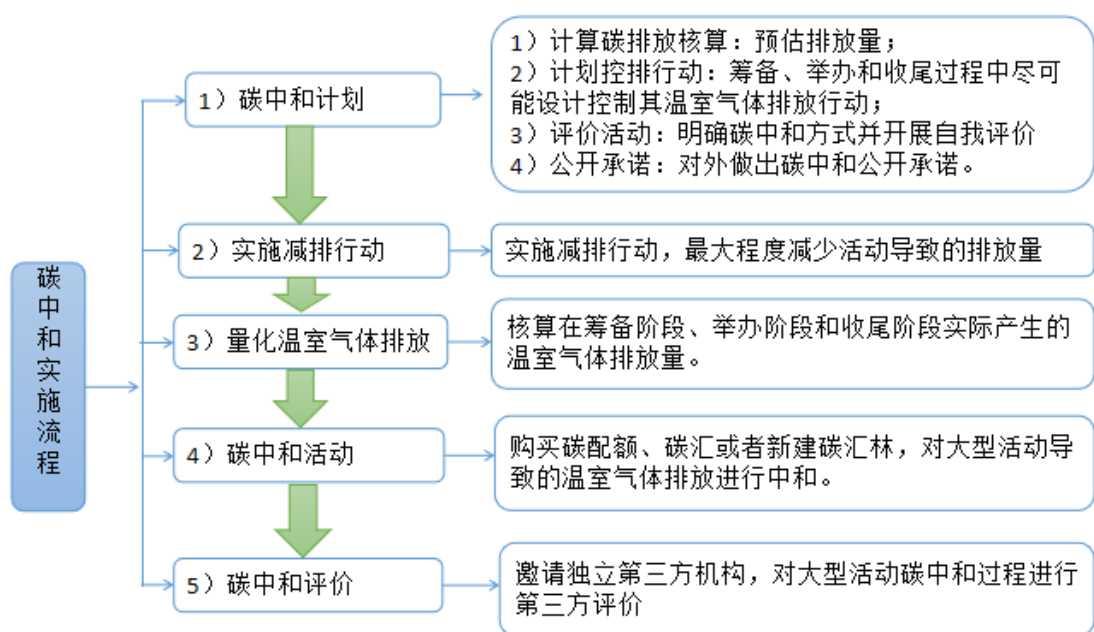 碳中和实施流程
1）碳中和计划
1）计算碳排放核算：预估排放量；
2）计划控排行动：筹备、举办和收尾过程中尽可
能设计控制其温室气体排放行动；
3）评价活动：明确碳中和方式并开展自我评价
4）公开承诺：对外做出碳中和公开承诺。
2）实施减排行动
实施减排行动，最大程度减少活动导致的排放量
3）量化温室气体排放
核算在筹备阶段、举办阶段和收尾阶段实际产生的
温室气体排放量。
4）碳中和活动
购买碳配额、碳汇或者新建碳汇林，对大型活动导
致的温室气体排放进行中和。
5）碳中和评价
邀请独立第三方机构，对大型活动碳中和过程进行
第三方评价